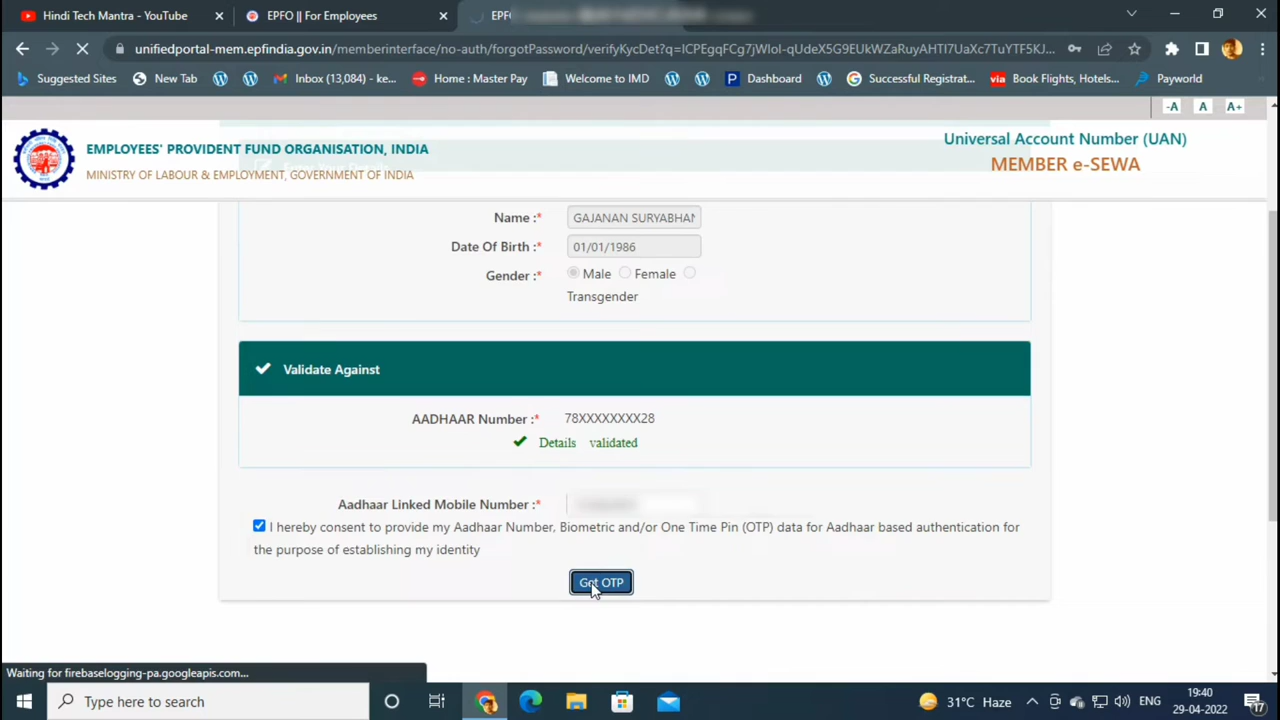 Hindi Tech Mantra - YouTube
EPFO || For Employees
EPF
unifiedportal-mem.epfindia.gov.in/memberinterface/no-auth/forgotPassword/verifyKycDet?q=ICPEgqFCg7jWIoI-qUdeX5G9EUkWZaRuyAHTI7UaXc7TuYTF5KJ...
Suggested Sites
New Tab
Inbox (13,084) - ke...
Home : Master Pay
Welcome to IMD
Dashboard
Successful Registrat...
via Book Flights, Hotels...
Payworld
-A A A+
EMPLOYEES' PROVIDENT FUND ORGANISATION, INDIA
MINISTRY OF LABOUR & EMPLOYMENT, GOVERNMENT OF INDIA
Universal Account Number (UAN)
MEMBER e-SEWA
Name :* GAJANAN SURYABHAN
Date Of Birth :* 01/01/1986
Gender :* Male Female
Transgender
Validate Against
AADHAAR Number :* 78XXXXXXXX28
Details validated
Aadhaar Linked Mobile Number :*
I hereby consent to provide my Aadhaar Number, Biometric and/or One Time Pin (OTP) data for Aadhaar based authentication for
the purpose of establishing my identity
Get OTP
Waiting for firebaselogging-pa.googleapis.com...
Type here to search
31°C Haze
ENG
19:40
29-04-2022
17